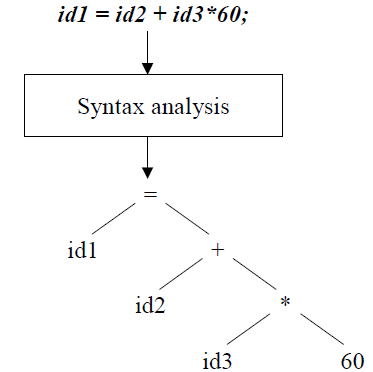 id1 = id2 + id3*60;
Syntax analysis
=
id1 +
id2 *
id3 60